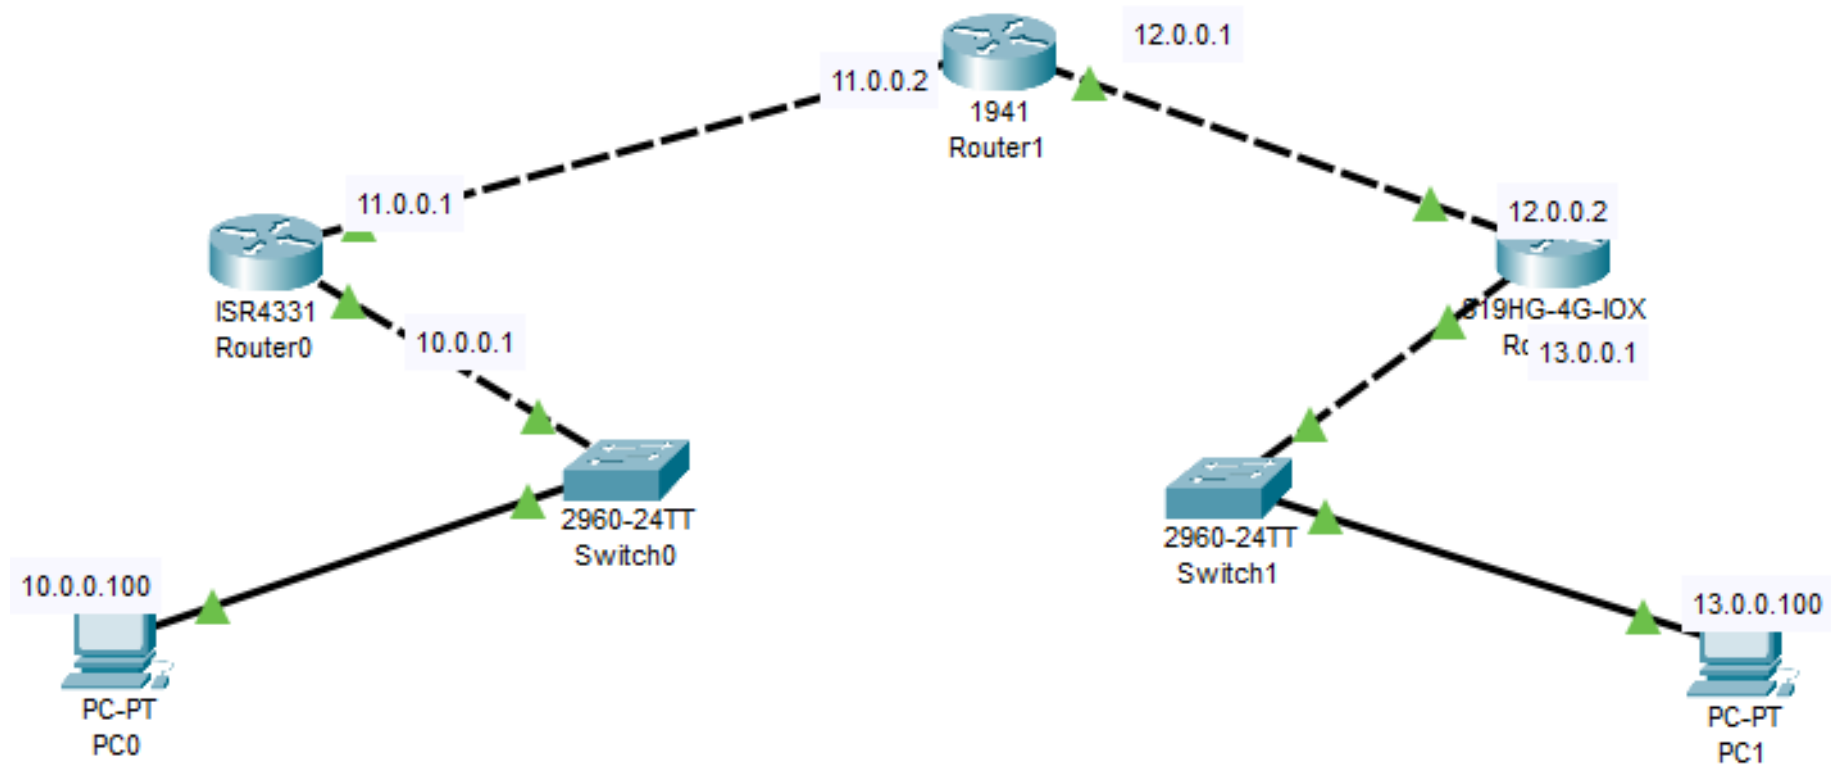 12.0.0.1
11.0.0.2
1941
Router1
11.0.0.1
12.0.0.2
ISR4331
Router0
10.0.0.1
819HG-4G-IOX
13.0.0.1
2960-24TT
Switch0
2960-24TT
Switch1
10.0.0.100
13.0.0.100
PC-PT
PC0
PC-PT
PC1